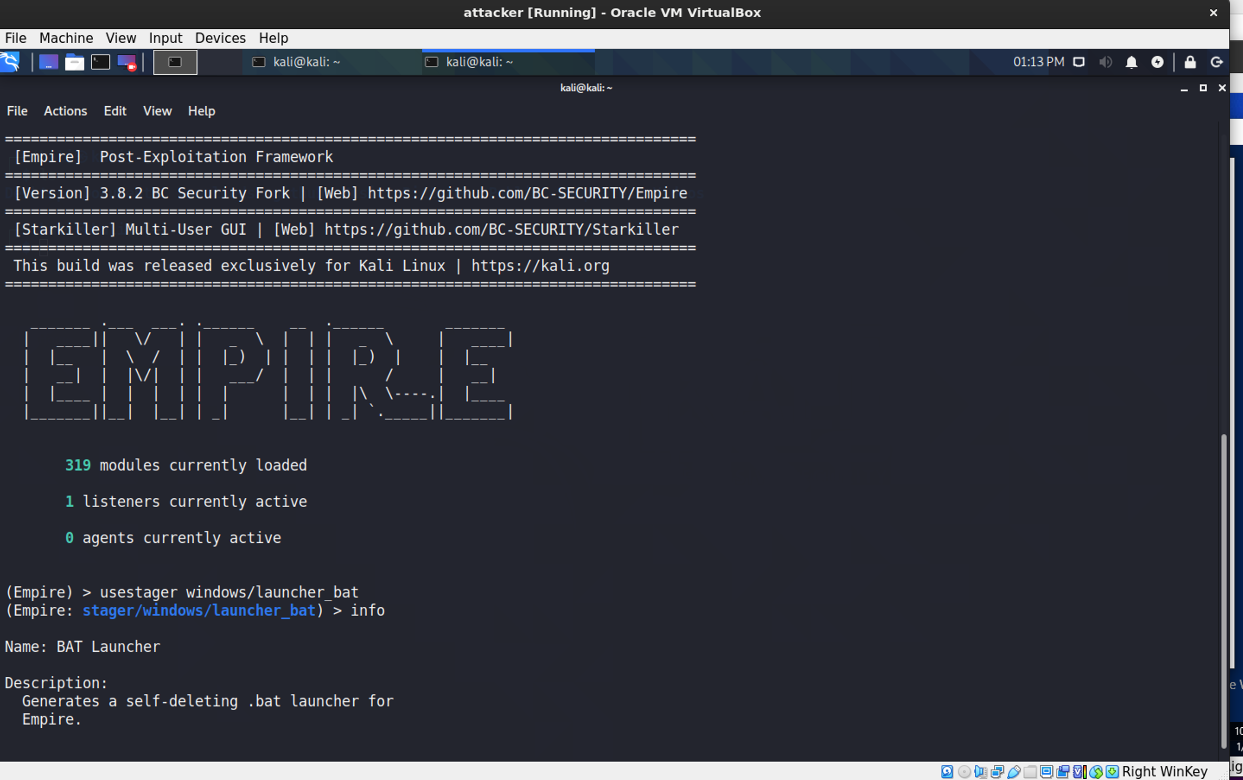 attacker [Running] - Oracle VM VirtualBox
File Machine View Input Devices Help
kali@kali: ~
kali@kali: ~
01:13 PM
kali@kali: ~
File Actions Edit View Help
================================================================================
[Empire]  Post-Exploitation Framework
================================================================================
[Version] 3.8.2 BC Security Fork | [Web] https://github.com/BC-SECURITY/Empire
================================================================================
[Starkiller] Multi-User GUI | [Web] https://github.com/BC-SECURITY/Starkiller
================================================================================
This build was released exclusively for Kali Linux | https://kali.org
================================================================================
EMPIRE
319 modules currently loaded
1 listeners currently active
0 agents currently active
(Empire) > usestager windows/launcher_bat
(Empire: stager/windows/launcher_bat) > info
Name: BAT Launcher
Description:
Generates a self-deleting .bat launcher for
Empire.
Right WinKey